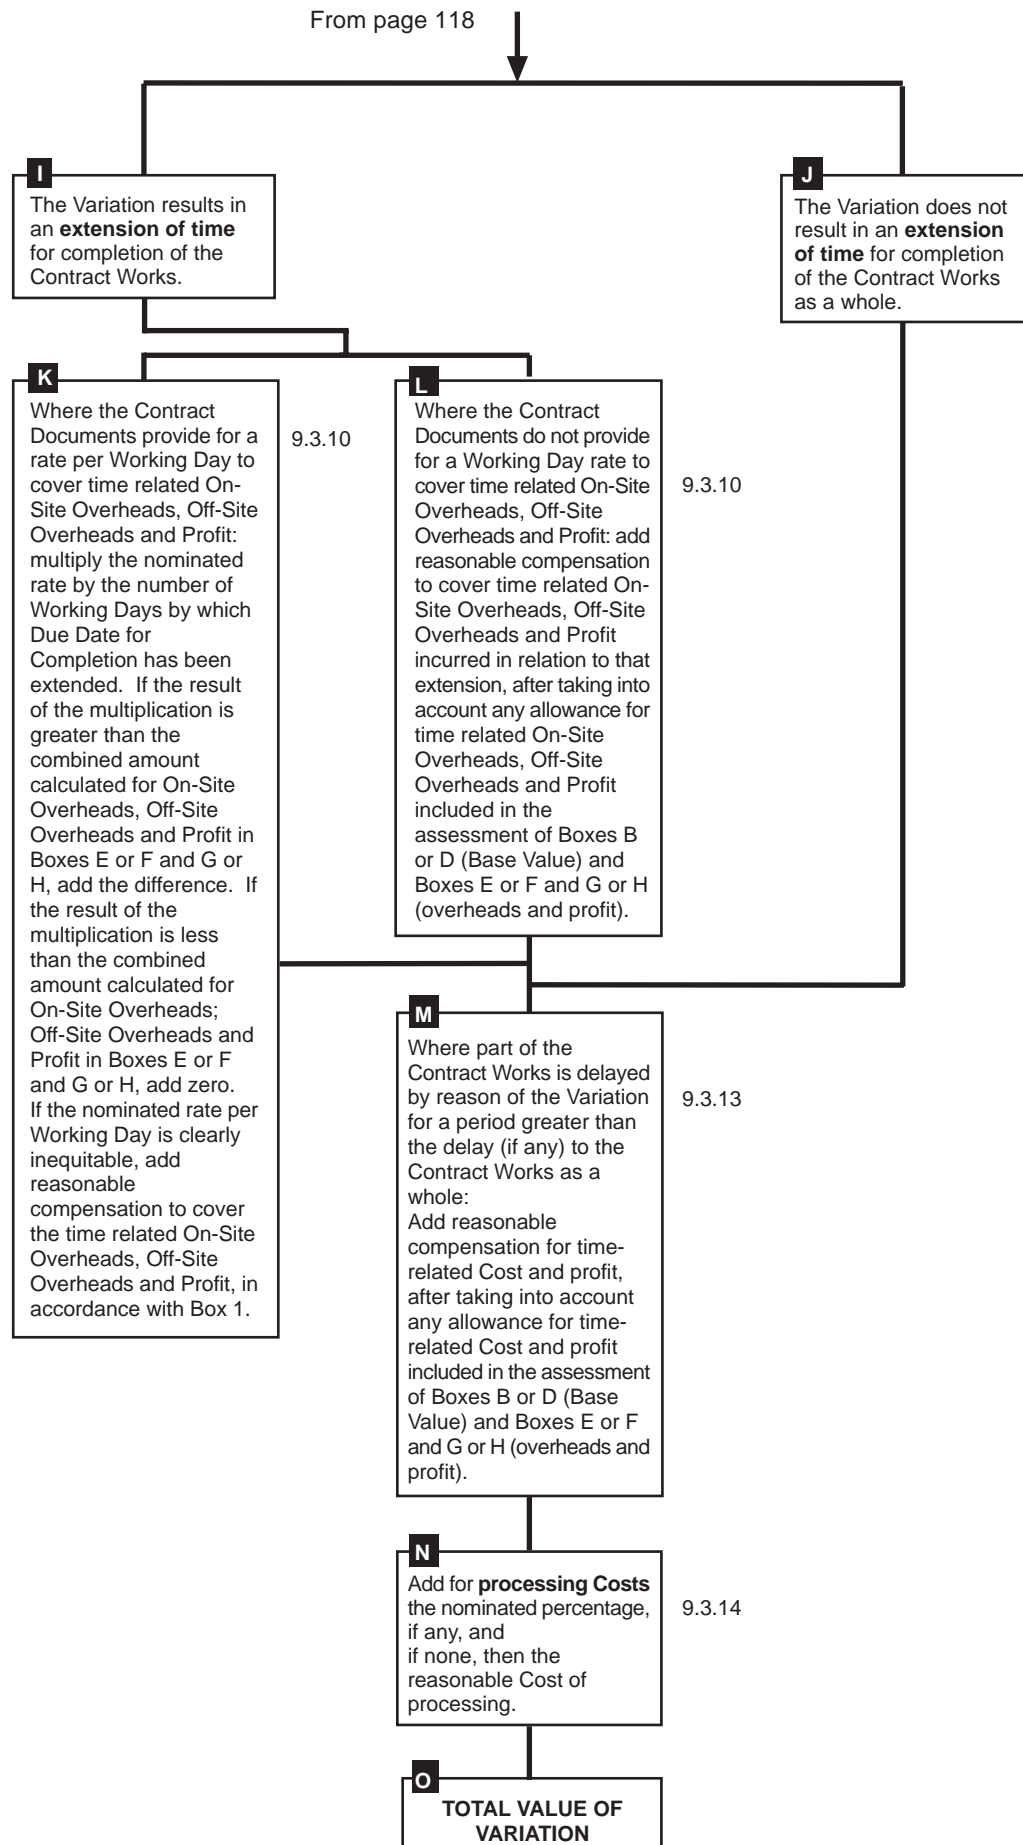 From page 118
I
The Variation results in
an extension of time
for completion of the
Contract Works.
J
The Variation does not
result in an extension
of time for completion
of the Contract Works
as a whole.
K
Where the Contract
Documents provide for a
rate per Working Day to
cover time related On-
Site Overheads, Off-Site
Overheads and Profit:
multiply the nominated
rate by the number of
Working Days by which
Due Date for
Completion has been
extended. If the result
of the multiplication is
greater than the
combined amount
calculated for On-Site
Overheads, Off-Site
Overheads and Profit in
Boxes E or F and G or
H, add the difference. If
the result of the
multiplication is less
than the combined
amount calculated for
On-Site Overheads;
Off-Site Overheads and
Profit in Boxes E or F
and G or H, add zero.
If the nominated rate per
Working Day is clearly
inequitable, add
reasonable
compensation to cover
the time related On-Site
Overheads, Off-Site
Overheads and Profit, in
accordance with Box 1.
9.3.10
L
Where the Contract
Documents do not provide
for a Working Day rate to
cover time related On-Site
Overheads, Off-Site
Overheads and Profit: add
reasonable compensation
to cover time related On-
Site Overheads, Off-Site
Overheads and Profit
incurred in relation to that
extension, after taking into
account any allowance for
time related On-Site
Overheads, Off-Site
Overheads and Profit
included in the
assessment of Boxes B
or D (Base Value) and
Boxes E or F and G or H
(overheads and profit).
9.3.10
M
Where part of the
Contract Works is delayed
by reason of the Variation
for a period greater than
the delay (if any) to the
Contract Works as a
whole:
Add reasonable
compensation for time-
related Cost and profit,
after taking into account
any allowance for time-
related Cost and profit
included in the assessment
of Boxes B or D (Base
Value) and Boxes E or F
and G or H (overheads and
profit).
9.3.13
N
Add for processing Costs
the nominated percentage,
if any, and
if none, then the
reasonable Cost of
processing.
9.3.14
O
TOTAL VALUE OF
VARIATION